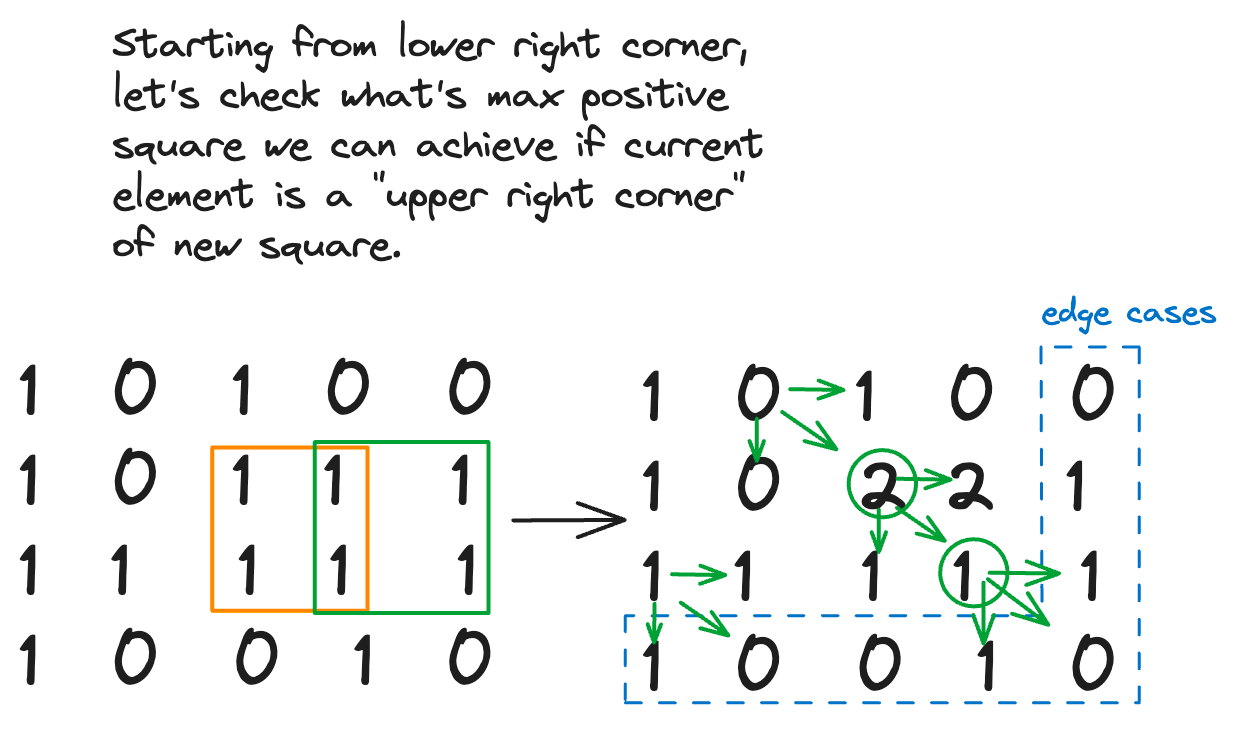 Starting from lower right corner,
let's check what's max positive
square we can achieve if current
element is a "upper right corner"
of new square.
edge cases
1 0 1 0 0
1 0 1 1 1
1 1 1 1 1
1 0 0 1 0
1 0 1 0 0
1 0 2 2 1
1 1 1 1 1
1 0 0 1 0